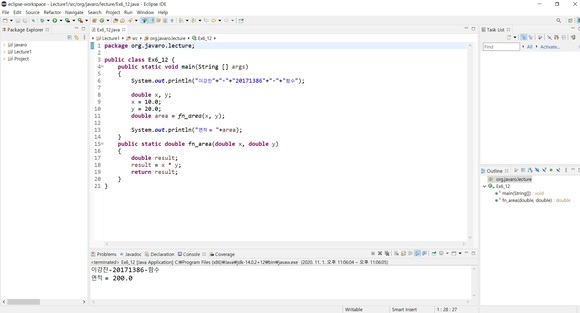 eclipse-workspace - Lecture1/src/org/javaro/lecture/Ex6_12.java - Eclipse IDE
File Edit Source Refactor Navigate Search Project Run Window Help
Package Explorer
javaro
Lecture1
Project
Ex6_12.java
Lecture1 src org.javaro.lecture Ex6_12
1 package org.javaro.lecture;
2
3 public class Ex6_12 {
4 public static void main(String [] args)
5 {
6 System.out.println("이강찬"+"-"+"20171386"+"-"+"함수");
7
8 double x, y;
9 x = 10.0;
10 y = 20.0;
11 double area = fn_area(x, y);
12
13 System.out.println("면적 = "+area);
14 }
15 public static double fn_area(double x, double y)
16 {
17 double result;
18 result = x * y;
19 return result;
20 }
21 }
Problems Javadoc Declaration Console Coverage
<terminated> Ex6_12 [Java Application] C:\Program Files (x86)\Java\jdk-14.0.2+12\bin\javaw.exe (2020. 11. 1. 오후 11:06:04 – 오후 11:06:05)
이강찬-20171386-함수
면적 = 200.0
Task List
Find All Activate...
Outline
org.javaro.lecture
Ex6_12
main(String[]) : void
fn_area(double, double) : double
Writable Smart Insert 1 : 28 : 27